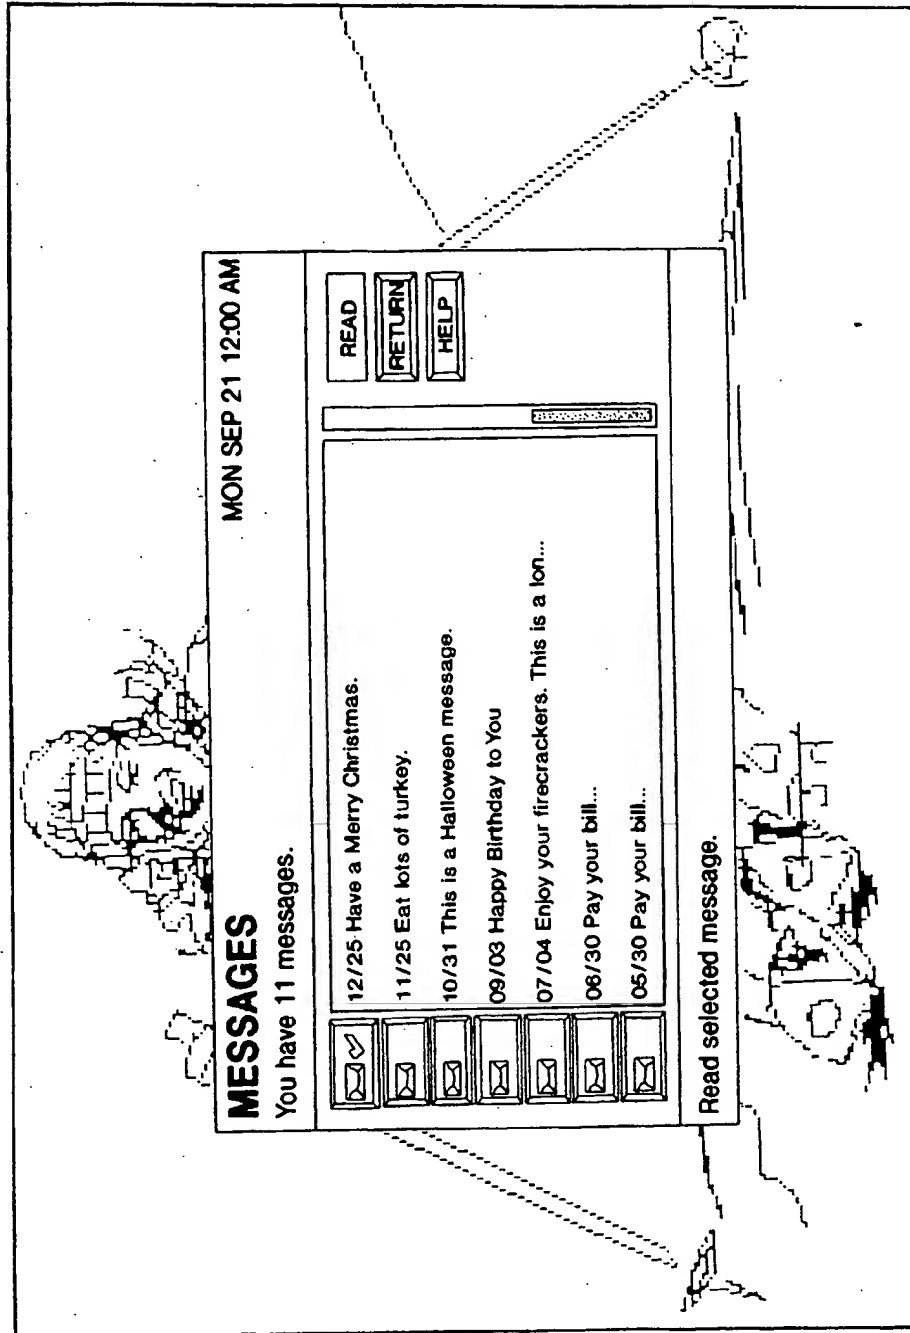 MESSAGES
MON SEP 21 12:00 AM
You have 11 messages.
12/25 Have a Merry Christmas.
11/25 Eat lots of turkey.
10/31 This is a Halloween message.
09/03 Happy Birthday to You
07/04 Enjoy your firecrackers. This is a lon...
06/30 Pay your bill...
05/30 Pay your bill...
READ
RETURN
HELP
Read selected message.